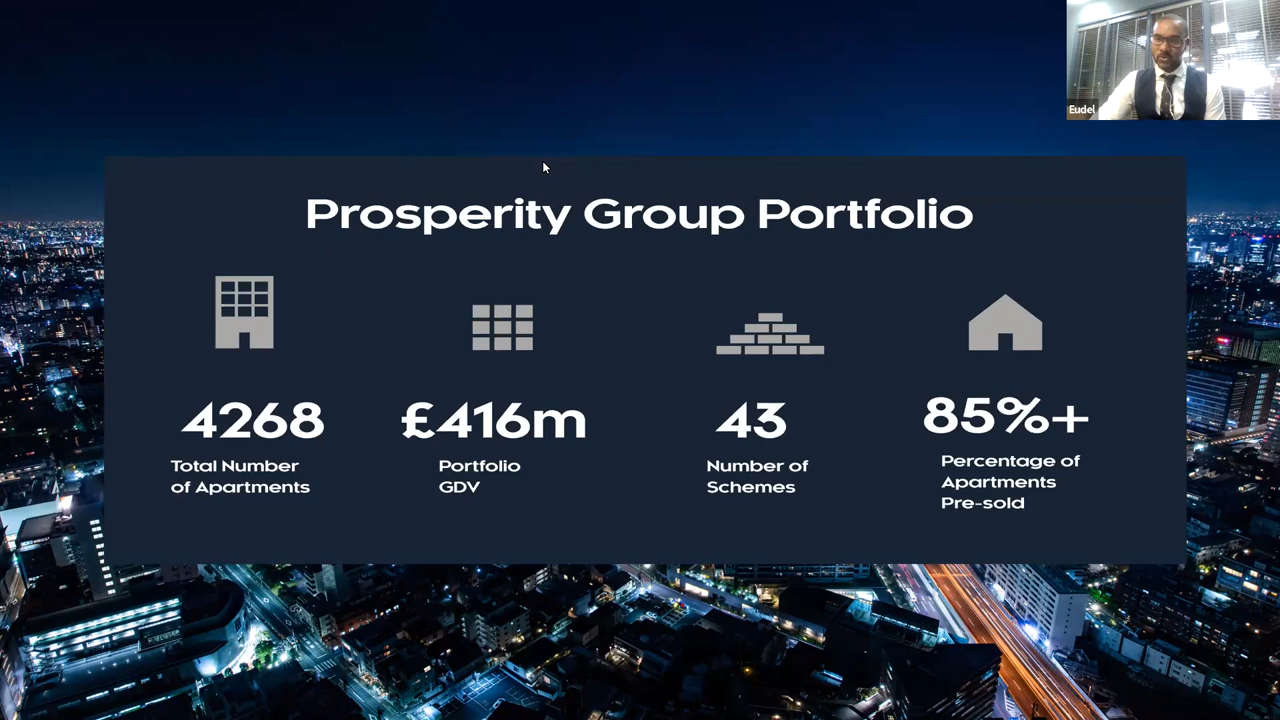 Eudel
Prosperity Group Portfolio
4268
Total Number
of Apartments
£416m
Portfolio
GDV
43
Number of
Schemes
85%+
Percentage of
Apartments
Pre-sold